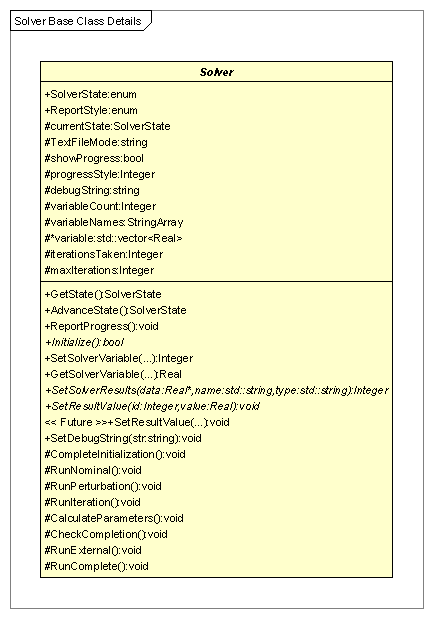 Solver Base Class Details
Solver
+SolverState:enum
+ReportStyle:enum
#currentState:SolverState
#TextFileMode:string
#showProgress:bool
#progressStyle:Integer
#debugString:string
#variableCount:Integer
#variableNames:StringArray
#*variable:std::vector<Real>
#iterationsTaken:Integer
#maxIterations:Integer
+GetState():SolverState
+AdvanceState():SolverState
+ReportProgress():void
+Initialize():bool
+SetSolverVariable(...):Integer
+GetSolverVariable(...):Real
+SetSolverResults(data:Real*,name:std::string,type:std::string):Integer
+SetResultValue(id:Integer,value:Real):void
<< Future >>+SetResultValue(...):void
+SetDebugString(str:string):void
#CompleteInitialization():void
#RunNominal():void
#RunPerturbation():void
#RunIteration():void
#CalculateParameters():void
#CheckCompletion():void
#RunExternal():void
#RunComplete():void